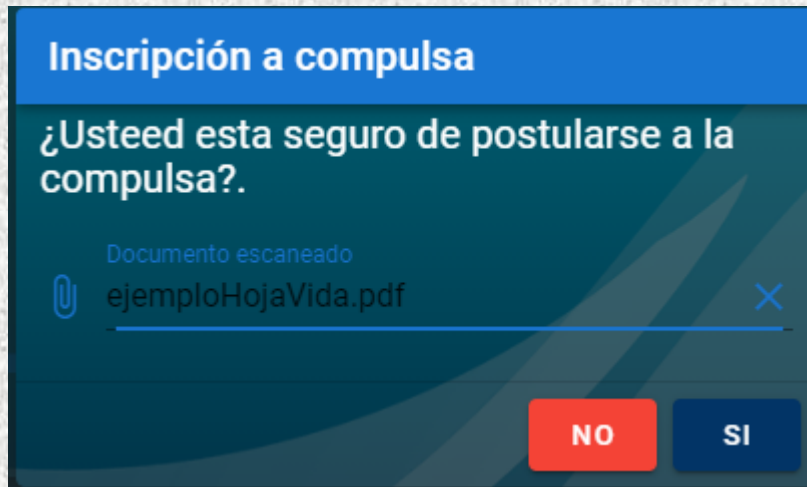 Inscripción a compulsa
¿Usteed esta seguro de postularse a la
compulsa?.
Documento escaneado
ejemploHojaVida.pdf
NO
SI